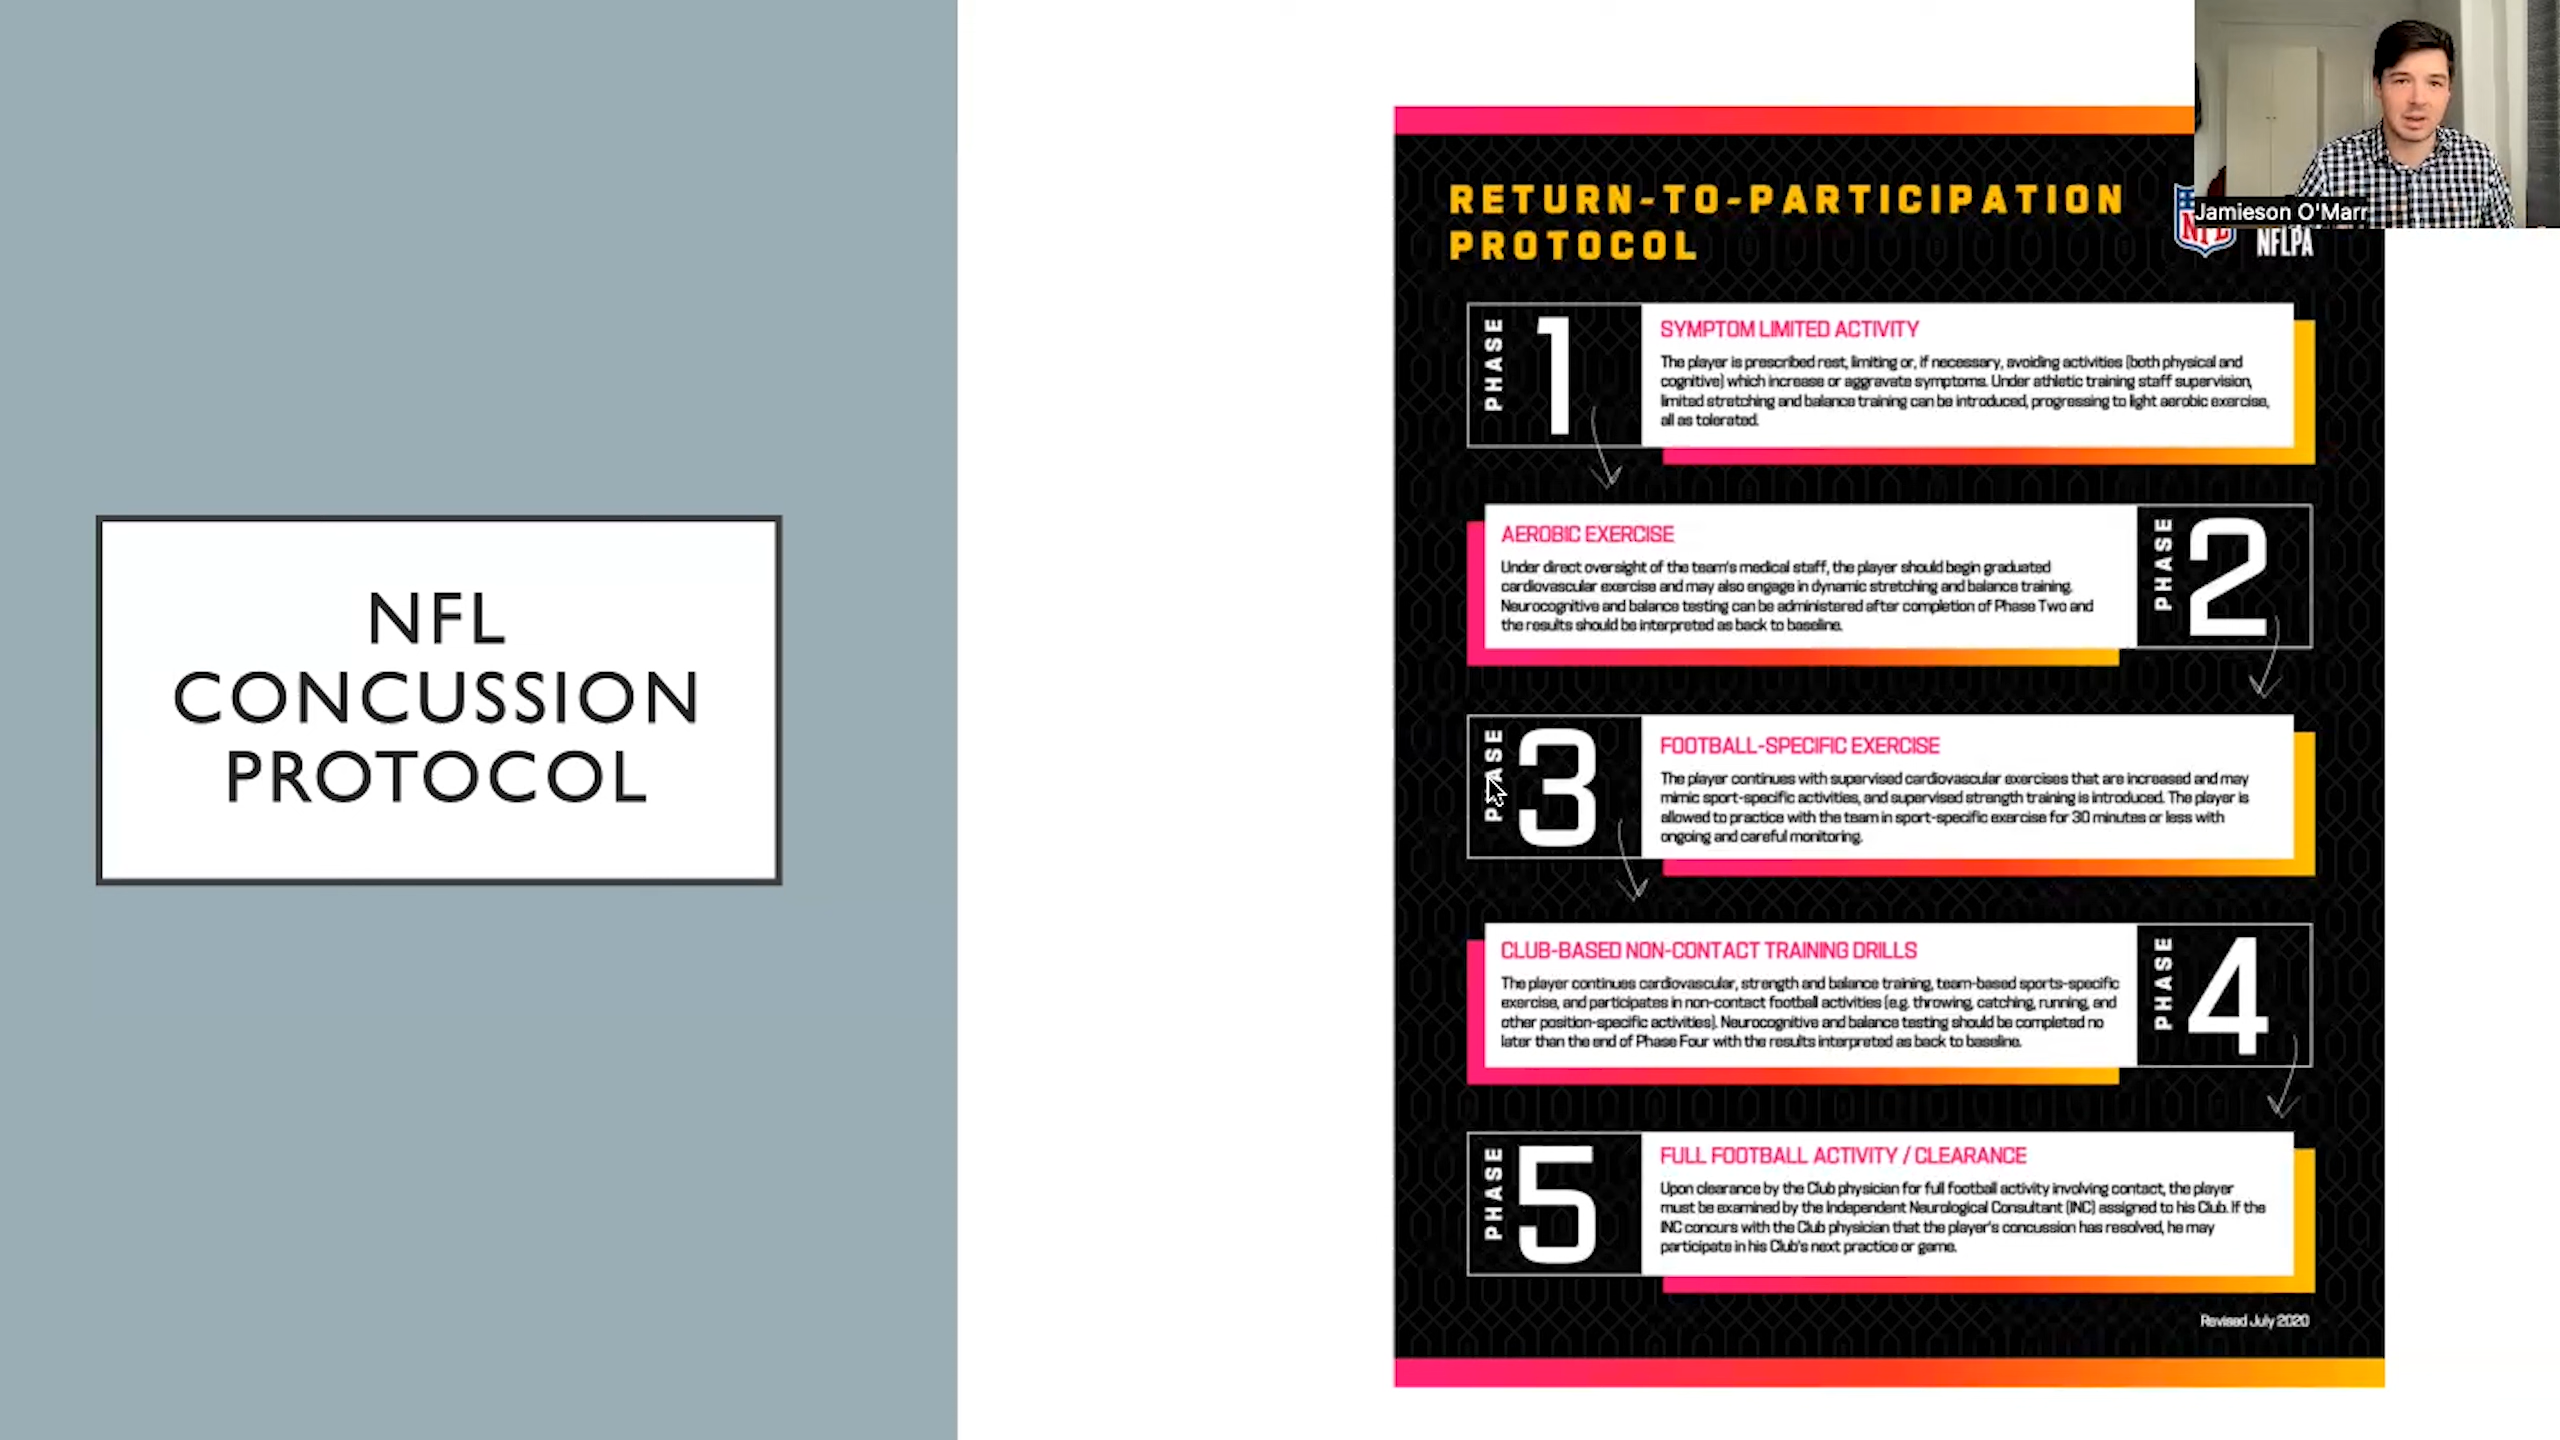 NFL
CONCUSSION
PROTOCOL
Jamieson O'Marr
RETURN-TO-PARTICIPATION
PROTOCOL
NFL
NFLPA
PHASE 1
SYMPTOM LIMITED ACTIVITY
The player is prescribed rest, limiting or, if necessary, avoiding activities (both physical and
cognitive) which increase or aggravate symptoms. Under athletic training staff supervision,
limited stretching and balance training can be introduced, progressing to light aerobic exercise,
all as tolerated.
AEROBIC EXERCISE
Under direct oversight of the team's medical staff, the player should begin graduated
cardiovascular exercise and may also engage in dynamic stretching and balance training.
Neurocognitive and balance testing can be administered after completion of Phase Two and
the results should be interpreted as back to baseline.
PHASE 2
PHASE 3
FOOTBALL-SPECIFIC EXERCISE
The player continues with supervised cardiovascular exercises that are increased and may
mimic sport-specific activities, and supervised strength training is introduced. The player is
allowed to practice with the team in sport-specific exercise for 30 minutes or less with
ongoing and careful monitoring.
CLUB-BASED NON-CONTACT TRAINING DRILLS
The player continues cardiovascular, strength and balance training, team-based sports-specific
exercise, and participates in non-contact football activities (e.g. throwing, catching, running, and
other position-specific activities). Neurocognitive and balance testing should be completed no
later than the end of Phase Four with the results interpreted as back to baseline.
PHASE 4
PHASE 5
FULL FOOTBALL ACTIVITY / CLEARANCE
Upon clearance by the Club physician for full football activity involving contact, the player
must be examined by the Independent Neurological Consultant (INC) assigned to his Club. If the
INC concurs with the Club physician that the player's concussion has resolved, he may
participate in his Club's next practice or game.
Revised July 2020